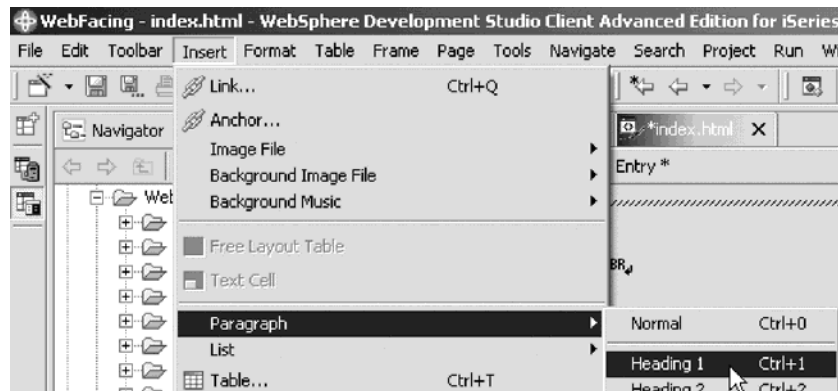 WebFacing - index.html - WebSphere Development Studio Client Advanced Edition for iSeries
File Edit Toolbar Insert Format Table Frame Page Tools Navigate Search Project Run
Link... Ctrl+Q
Navigator
Anchor...
*index.html
Image File
Entry *
Background Image File
Web
Background Music
Free Layout Table
BR
Text Cell
Paragraph
Normal Ctrl+0
List
Heading 1 Ctrl+1
Table... Ctrl+T
Heading 2 Ctrl+2